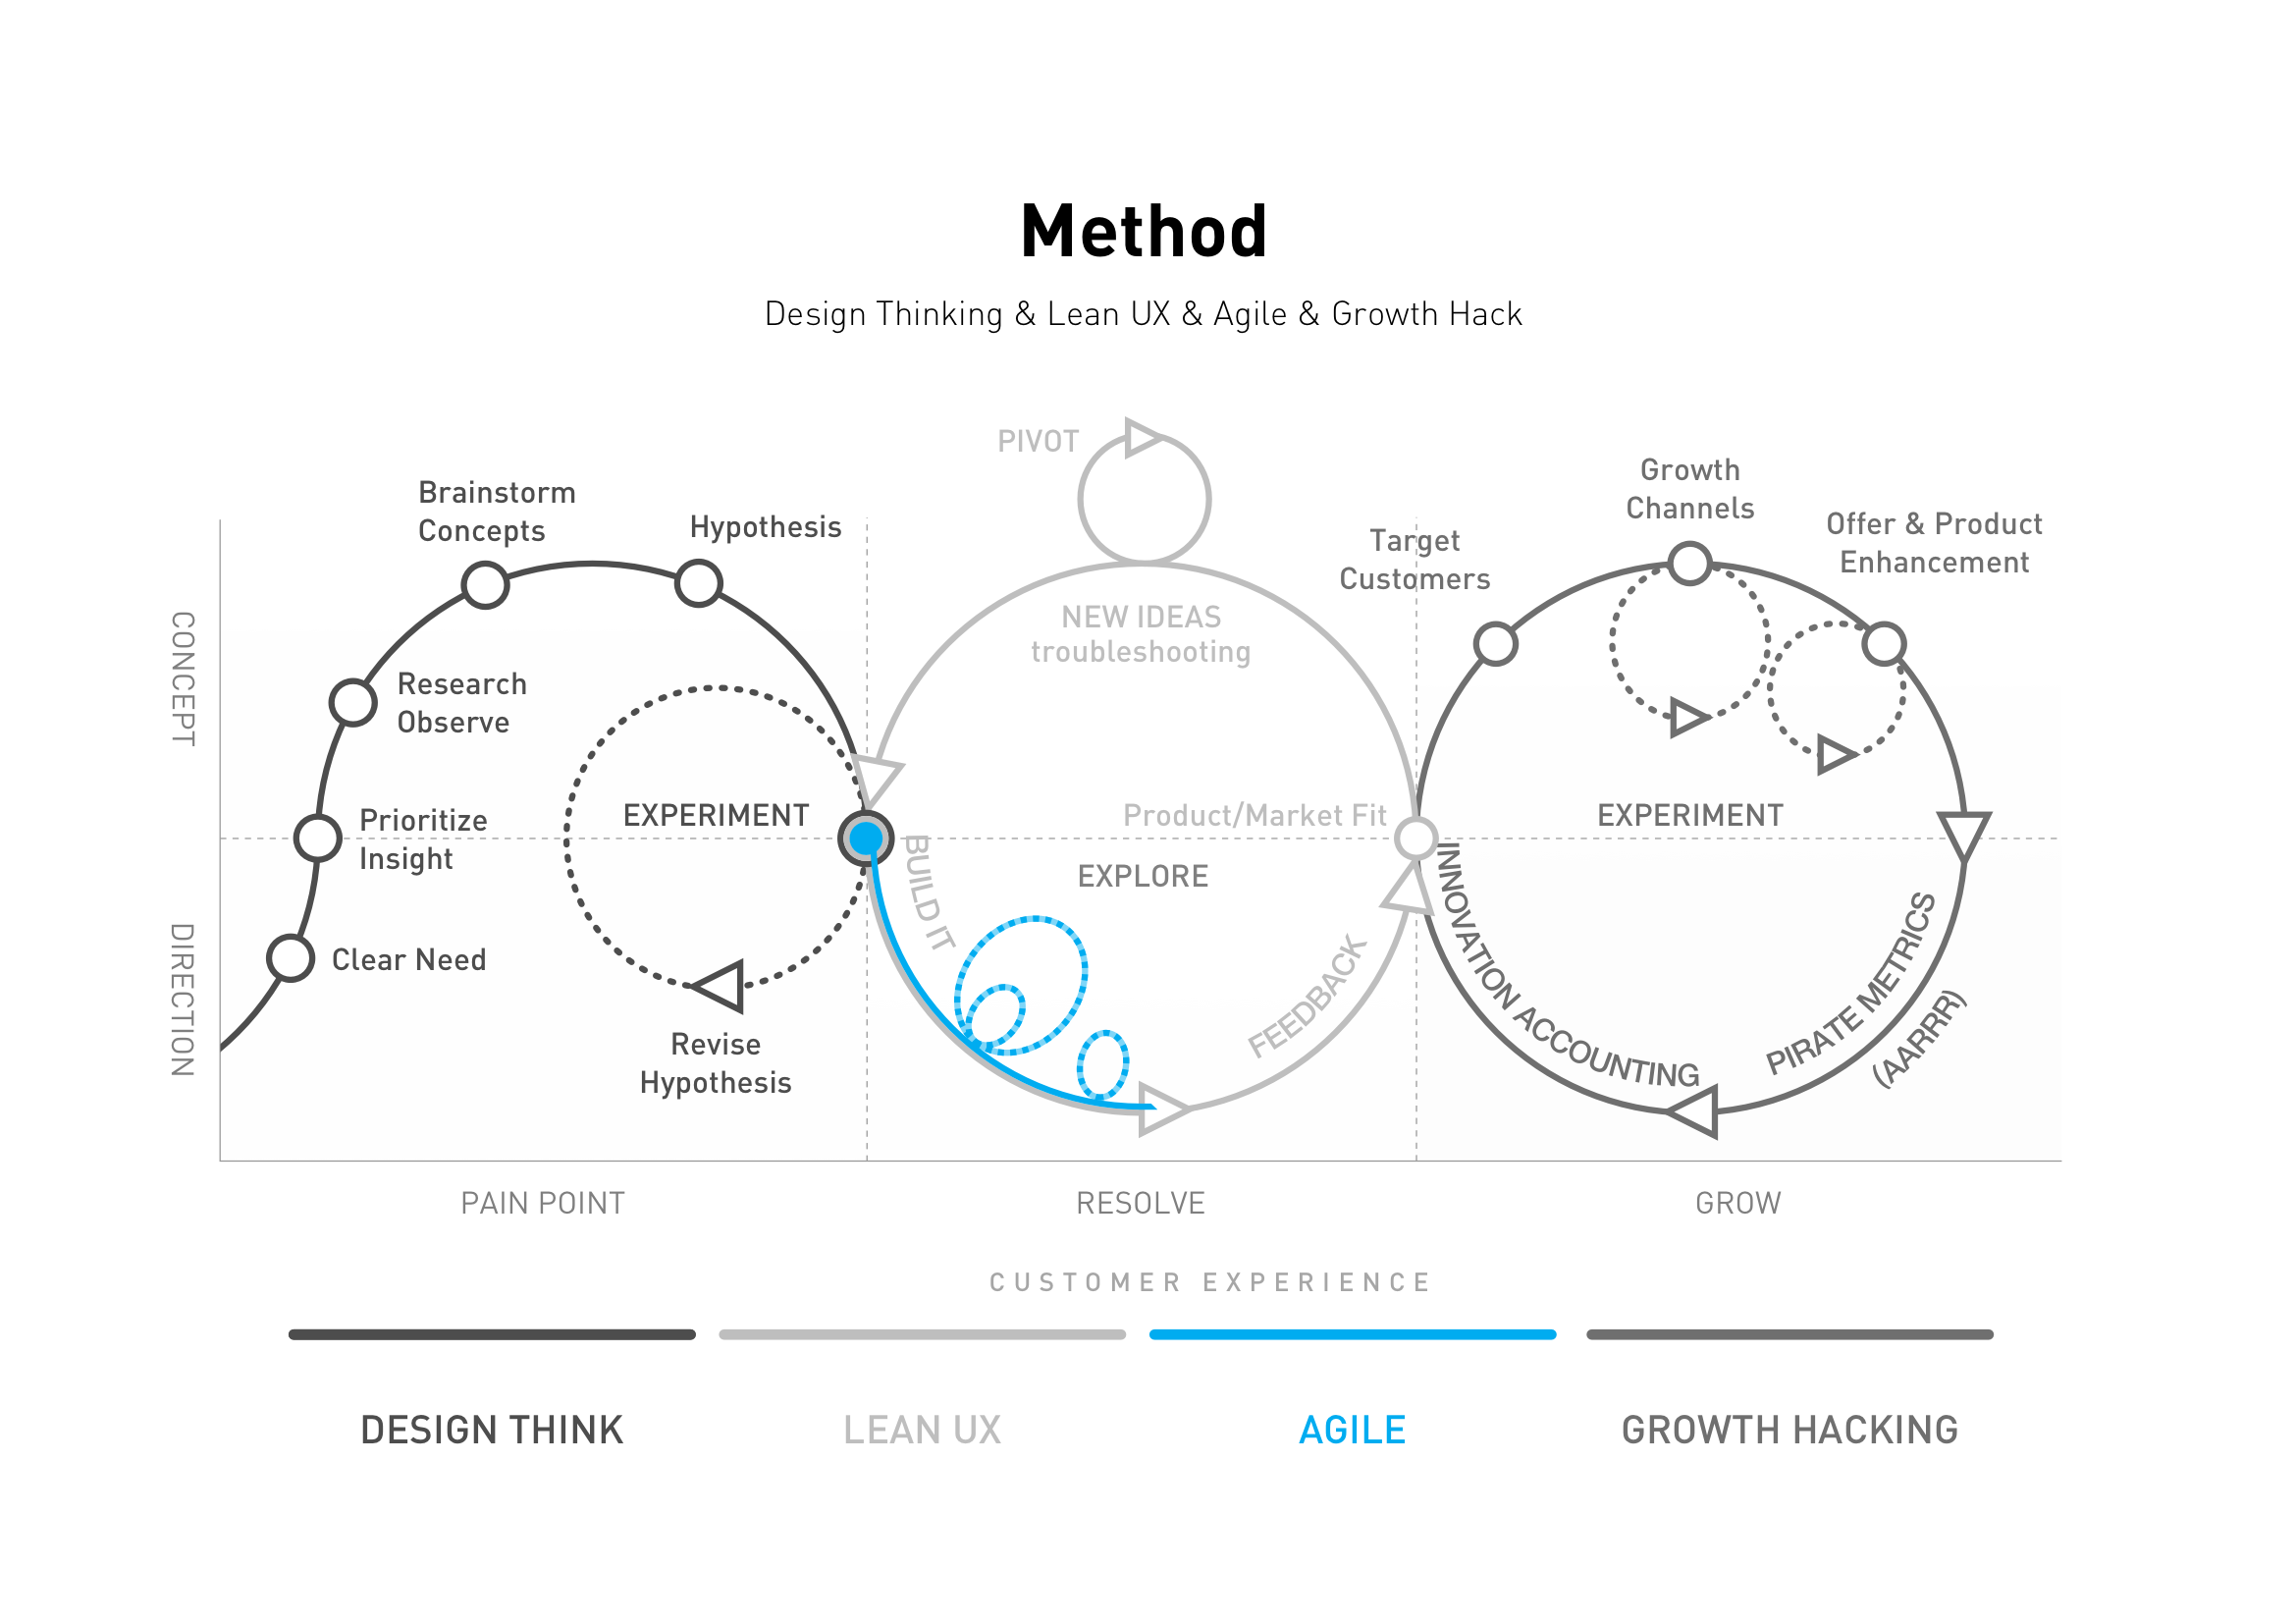 Method
Design Thinking & Lean UX & Agile & Growth Hack
CONCEPT
DIRECTION
Brainstorm
Concepts
Hypothesis
Research
Observe
Prioritize
Insight
Clear Need
EXPERIMENT
Revise
Hypothesis
PIVOT
NEW IDEAS
troubleshooting
Product/Market Fit
EXPLORE
BUILD IT
FEEDBACK
Target
Customers
Growth
Channels
Offer & Product
Enhancement
EXPERIMENT
INNOVATION ACCOUNTING
PIRATE METRICS
(AARRR)
PAIN POINT
RESOLVE
GROW
CUSTOMER EXPERIENCE
DESIGN THINK
LEAN UX
AGILE
GROWTH HACKING